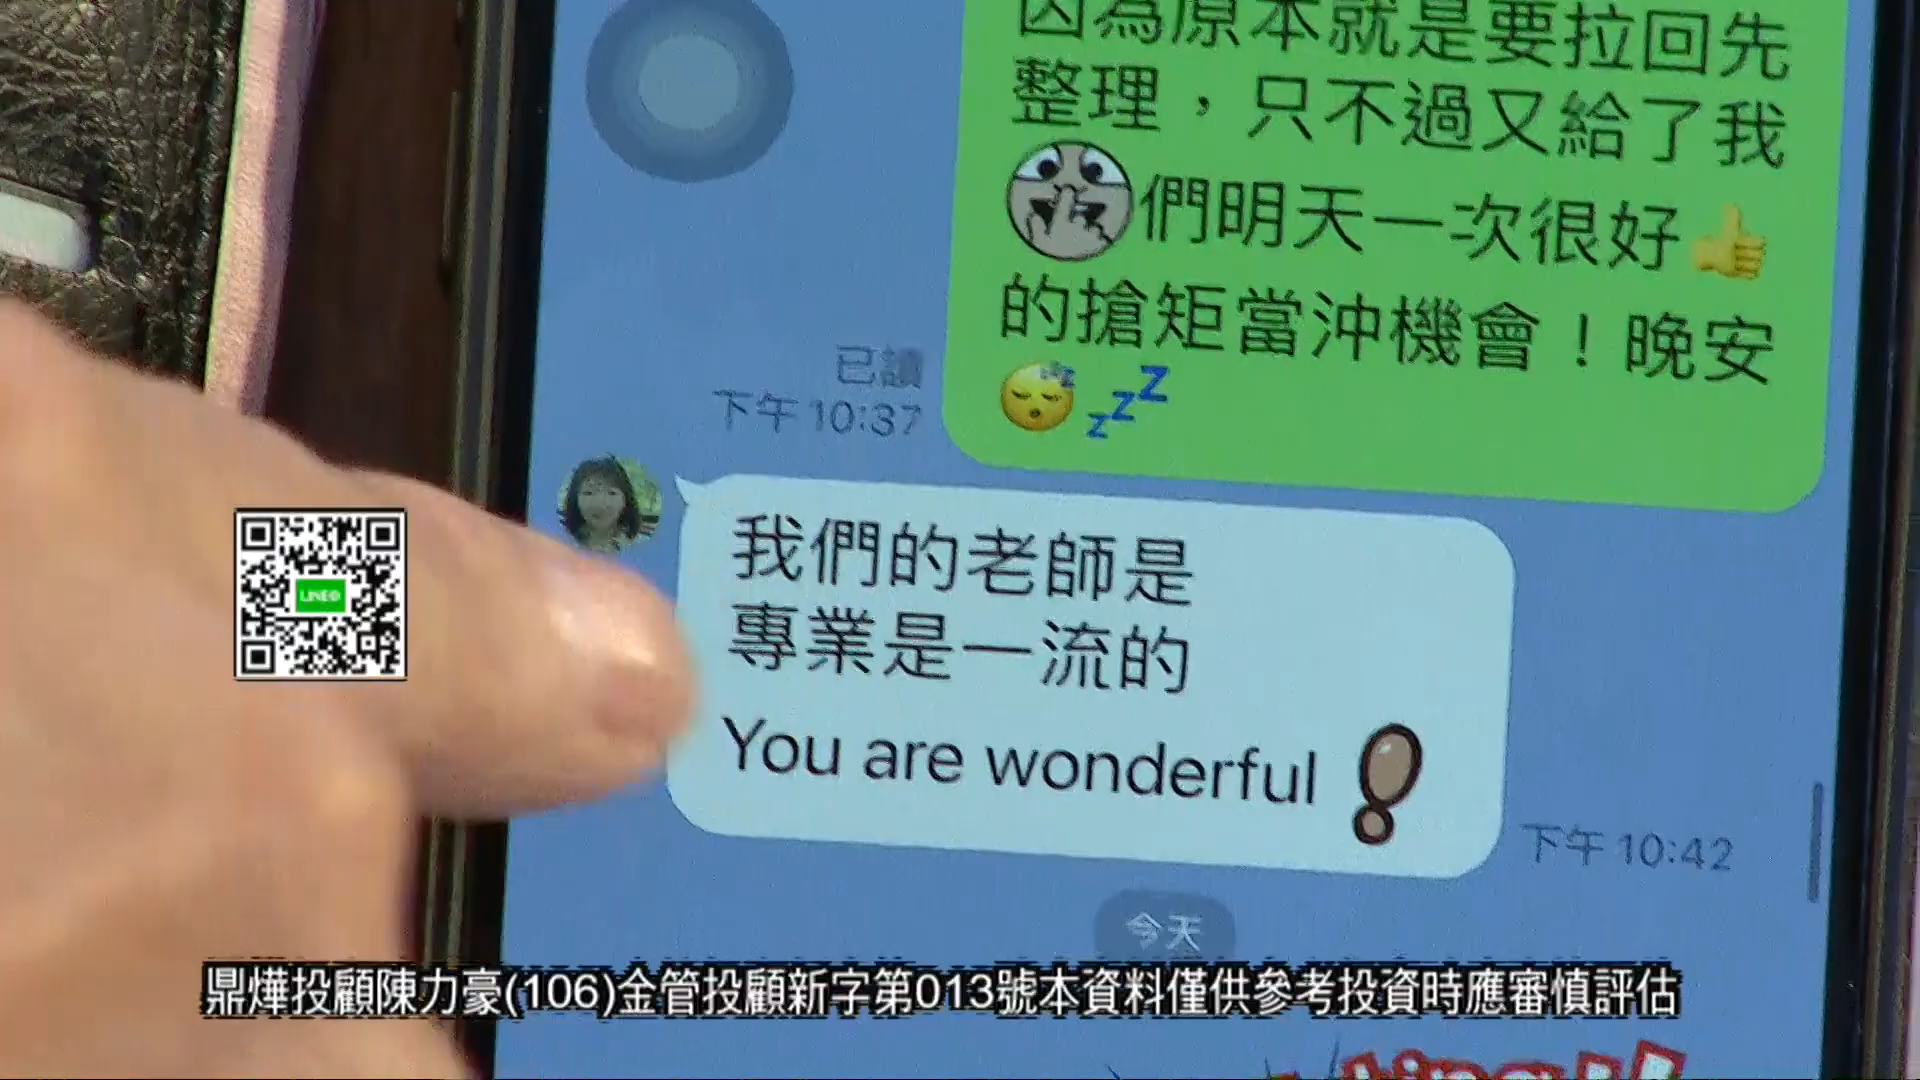 因為原本就是要拉回先
整理，只不過又給了我
們明天一次很好
的搶矩當沖機會！晚安
已讀
下午 10:37
我們的老師是
專業是一流的
You are wonderful
下午 10:42
今天
LINE@
鼎燁投顧陳力豪(106)金管投顧新字第013號本資料僅供參考投資時應審慎評估